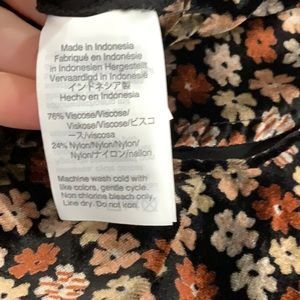 Made in Indonesia
Fabriqué en Indonésie
in Indonesien Hergestellt
Vervaardigd in Indonesië
インドネシア製
Hecho en Indonesia
76% Viscose/Viscose/
Viskose/Viscose/ビスコ
ース/viscosa
24% Nylon/Nylon/Nylon/
Nylon/ナイロン/nailon
Machine wash cold with
like colors, gentle cycle.
Non chlorine bleach only.
Line dry. Do not iron.